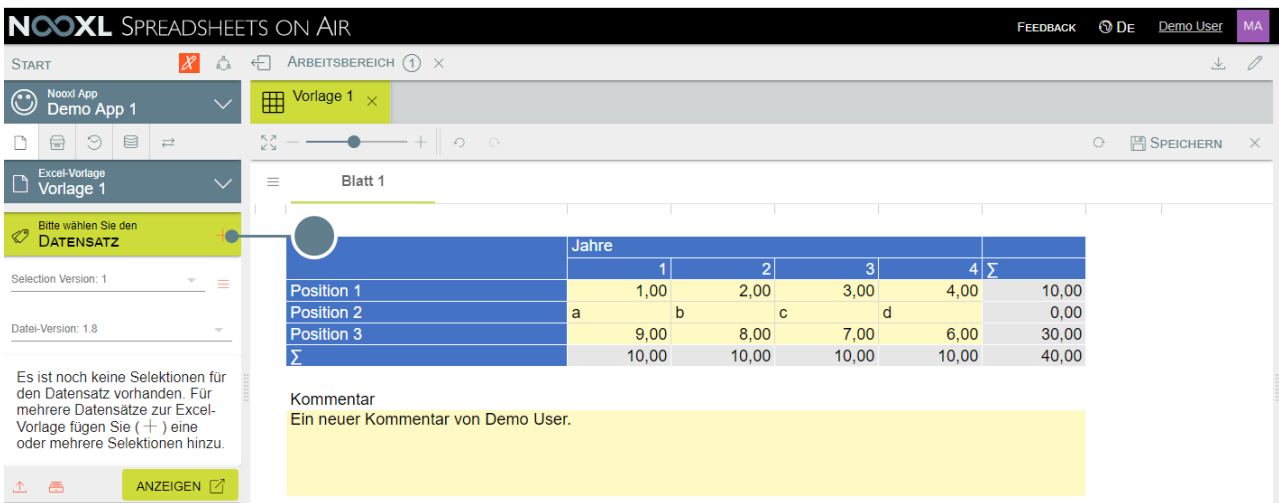 NOOXL SPREADSHEETS ON AIR
FEEDBACK DE Demo User MA
START
ARBEITSBEREICH 1 ×
Nooxl App
Demo App 1
Vorlage 1 ×
SPEICHERN ×
Excel-Vorlage
Vorlage 1
Blatt 1
Bitte wählen Sie den
DATENSATZ +
Selection Version: 1
Datei-Version: 1.8
Es ist noch keine Selektionen für
den Datensatz vorhanden. Für
mehrere Datensätze zur Excel-
Vorlage fügen Sie ( + ) eine
oder mehrere Selektionen hinzu.
ANZEIGEN
Jahre
1 2 3 4 Σ
Position 1 1,00 2,00 3,00 4,00 10,00
Position 2 a b c d 0,00
Position 3 9,00 8,00 7,00 6,00 30,00
Σ 10,00 10,00 10,00 10,00 40,00
Kommentar
Ein neuer Kommentar von Demo User.